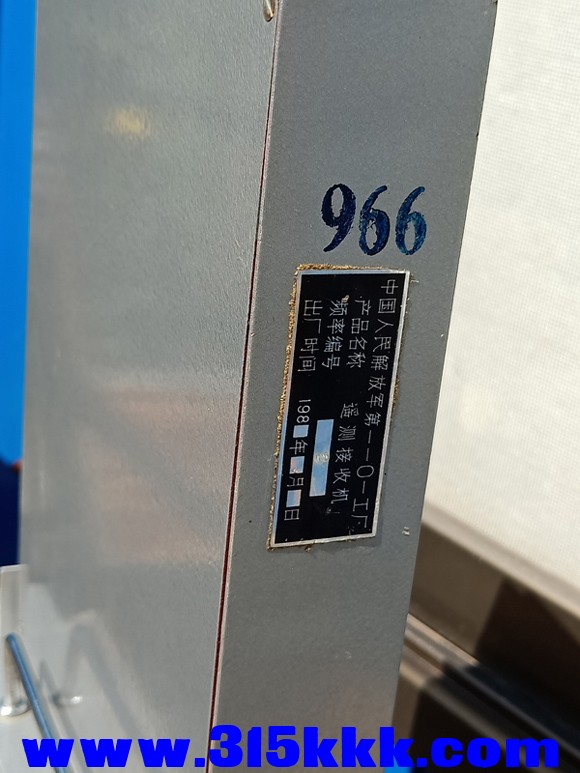 966
中国人民解放军第一一〇一工厂
产品名称 遥测接收机
频率编号
出厂时间 198 年 月 日
www.315kkk.com